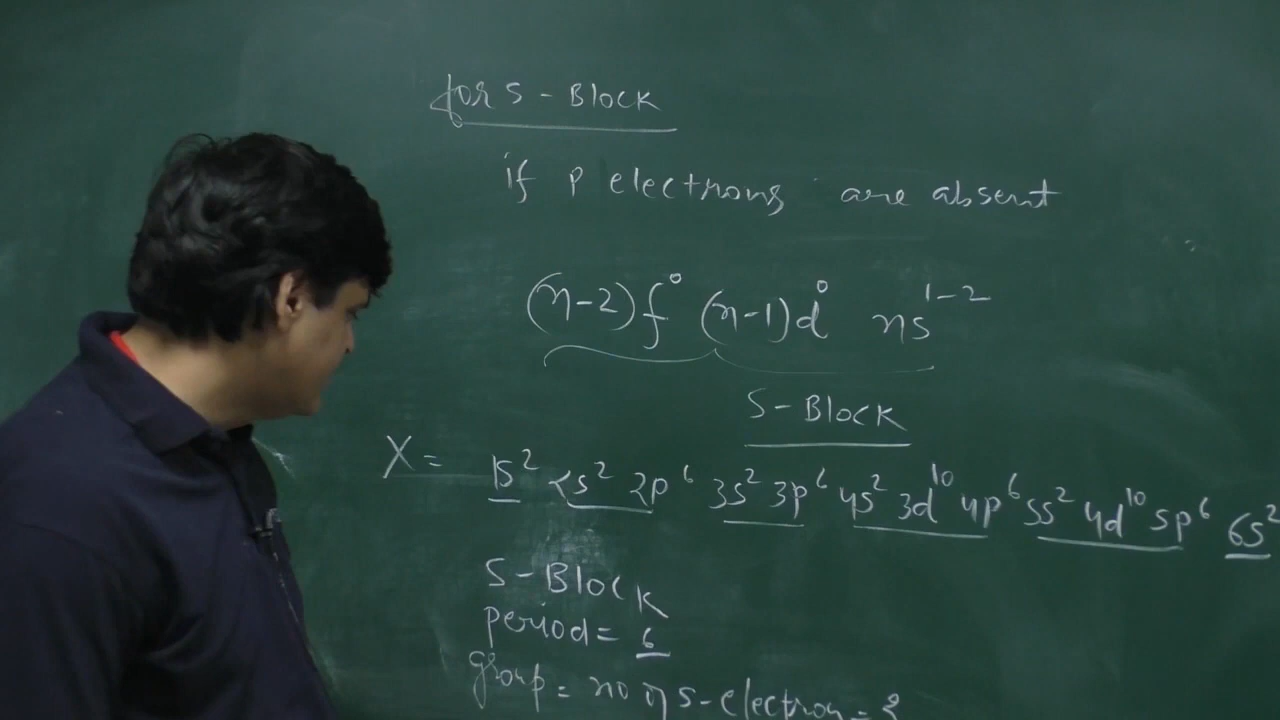 for S - Block
if p electrons are absent
(n-2)f⁰ (n-1)d⁰ ns¹⁻²
S - Block
X = 1s² 2s² 2p⁶ 3s² 3p⁶ 4s² 3d¹⁰ 4p⁶ 5s² 4d¹⁰ 5p⁶ 6s²
S - Block
period = 6
group = no of s - electron =